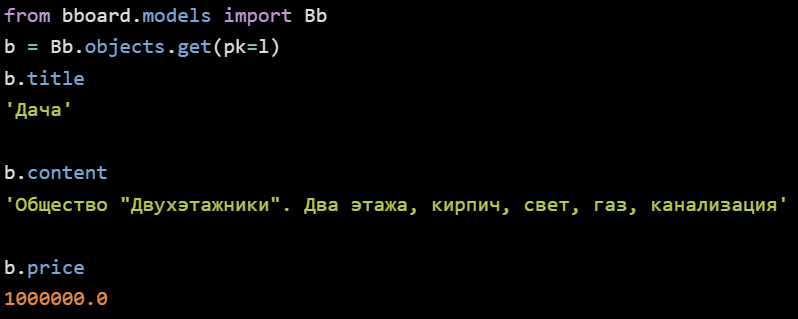 from bboard.models import Bb
b = Bb.objects.get(pk=l)
b.title
'Дача'
b.content
'Общество "Двухэтажники". Два этажа, кирпич, свет, газ, канализация'
b.price
1000000.0